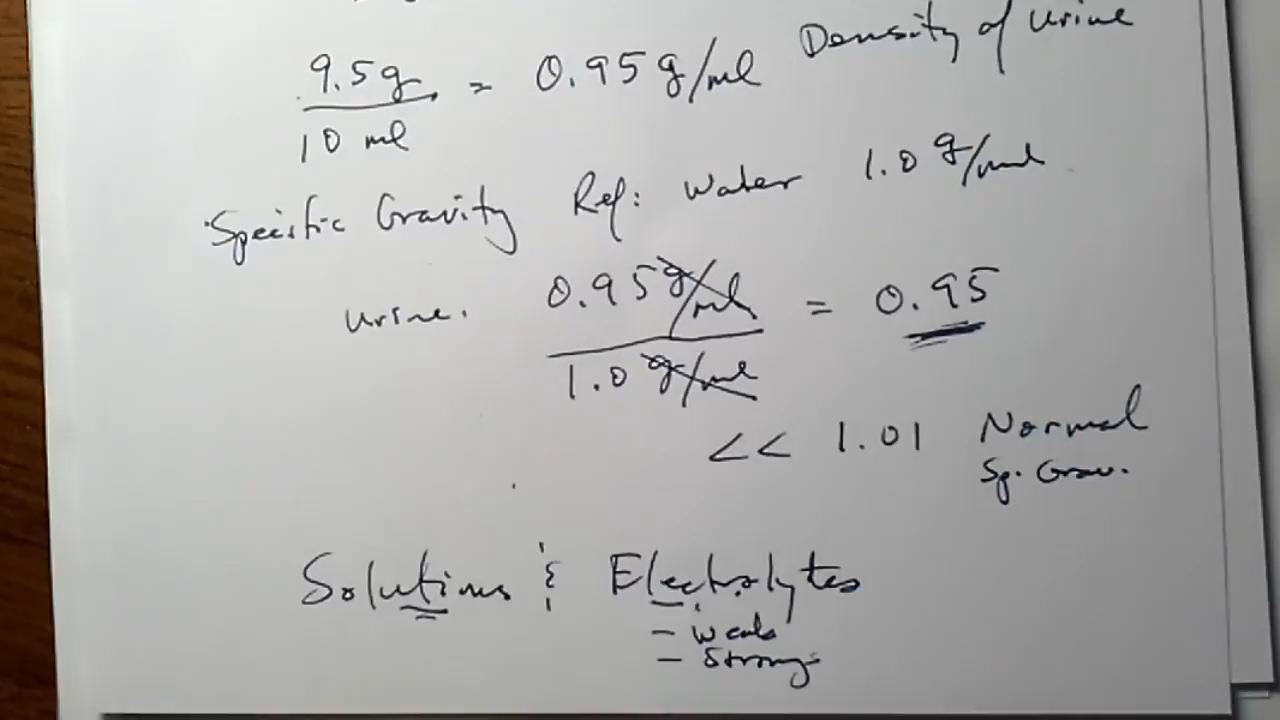 9.5g = 0.95 g/ml Density of Urine
10 ml
Specific Gravity Ref: Water 1.0 g/ml
Urine. 0.95 g/ml = 0.95
1.0 g/ml
<< 1.01 Normal
Sp. Grav.
Solutions & Electrolytes
- Weak
- Strong